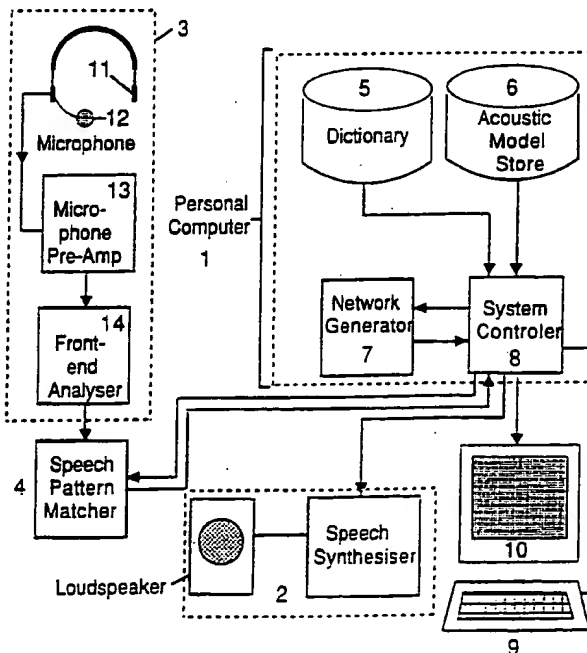 3
11
12
Microphone
13
Micro-
phone
Pre-Amp
14
Front-
end
Analyser
4
Speech
Pattern
Matcher
Personal
Computer
1
5
Dictionary
6
Acoustic
Model
Store
Network
Generator
7
System
Controler
8
Loudspeaker
2
Speech
Synthesiser
10
9